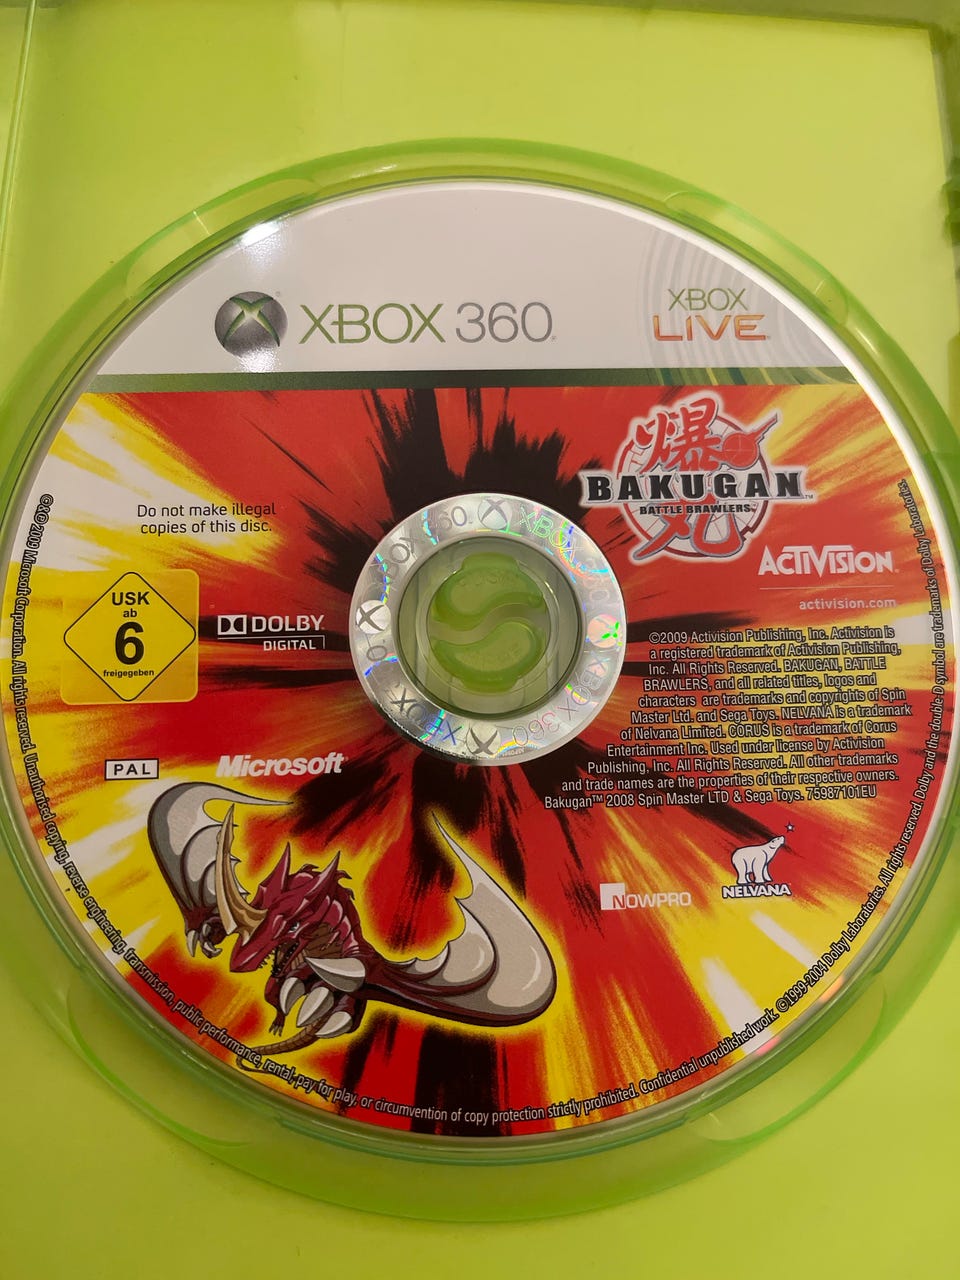 XBOX 360
XBOX
LIVE
爆
丸
BAKUGAN™
BATTLE BRAWLERS™
Do not make illegal
copies of this disc.
ACTIVISION
activision.com
USK
ab
6
freigegeben
DOLBY
DIGITAL
©2009 Activision Publishing, Inc. Activision is
a registered trademark of Activision Publishing,
Inc. All Rights Reserved. BAKUGAN, BATTLE
BRAWLERS, and all related titles, logos and
characters are trademarks and copyrights of Spin
Master Ltd. and Sega Toys. NELVANA is a trademark
of Nelvana Limited. CORUS is a trademark of Corus
Entertainment Inc. Used under license by Activision
Publishing, Inc. All Rights Reserved. All other trademarks
and trade names are the properties of their respective owners.
Bakugan™ 2008 Spin Master LTD & Sega Toys. 75987101EU
PAL
Microsoft
NOWPRO
NELVANA
©&℗ 2009 Microsoft Corporation. All rights reserved. Unauthorised copying, reverse engineering, transmission, public performance, rental, pay for play, or circumvention of copy protection strictly prohibited. Confidential unpublished work. ©1999-2004 Dolby Laboratories. All rights reserved. Dolby and the double-D symbol are trademarks of Dolby Laboratories.
XBOX 360